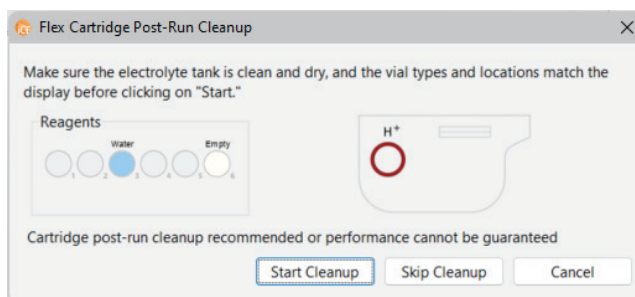 iCE Flex Cartridge Post-Run Cleanup
Make sure the electrolyte tank is clean and dry, and the vial types and locations match the
display before clicking on "Start."
Reagents
Water Empty
1 2 3 4 5 6
H+
Cartridge post-run cleanup recommended or performance cannot be guaranteed
Start Cleanup Skip Cleanup Cancel